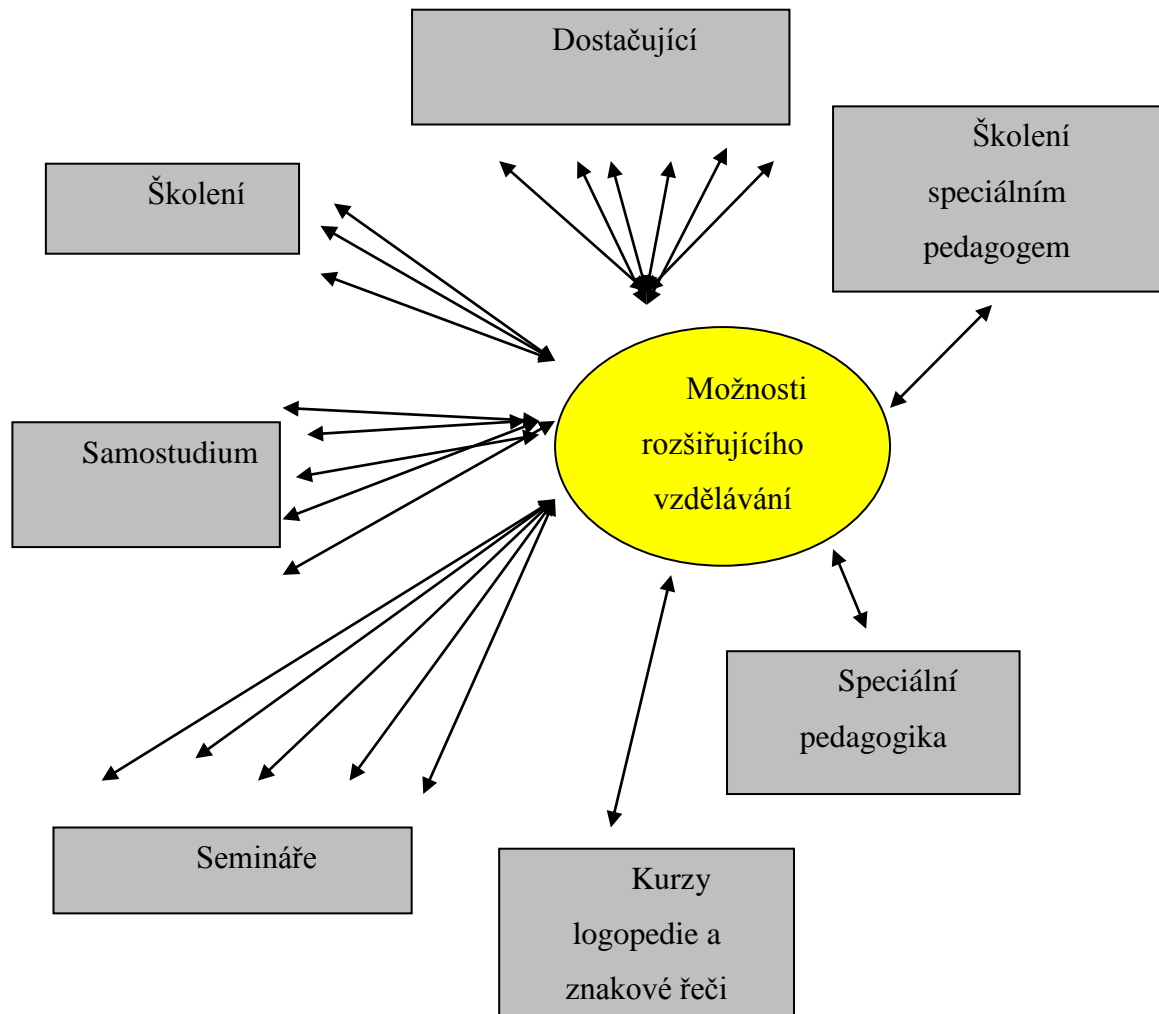 Dostačující
Školení
speciálním
pedagogem
Školení
Možnosti
rozšiřujícího
vzdělávání
Samostudium
Speciální
pedagogika
Semináře
Kurzy
logopedie a
znakové řeči